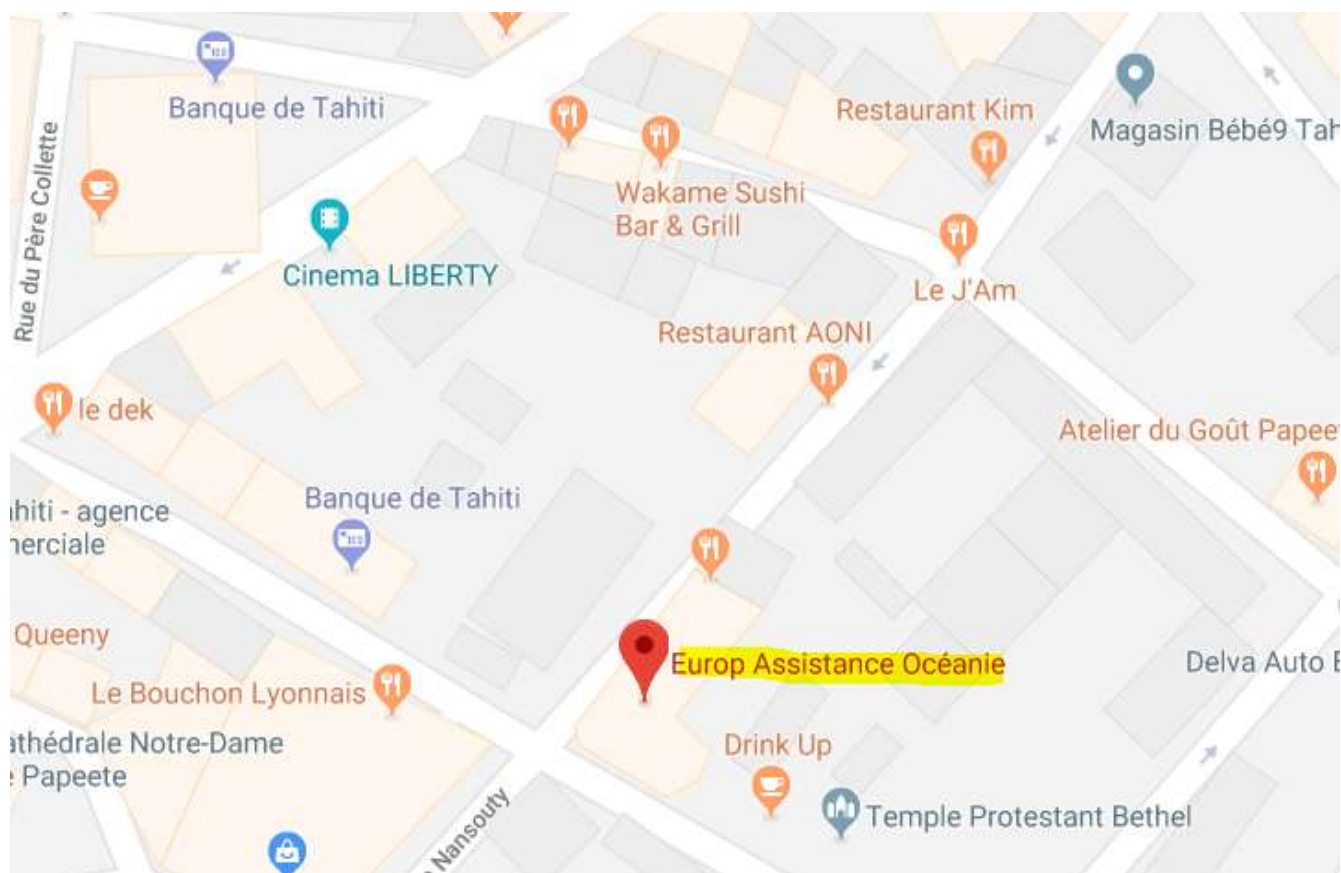 Banque de Tahiti
Restaurant Kim
Magasin Bébé9 Tah
Rue du Père Collette
Wakame Sushi
Bar & Grill
Cinema LIBERTY
Le J'Am
Restaurant AONI
le dek
Atelier du Goût Papee
Banque de Tahiti
hiti - agence
nerciale
Queeny
Europ Assistance Océanie
Delva Auto
Le Bouchon Lyonnais
athédrale Notre-Dame
Papeete
Drink Up
Temple Protestant Bethel
Nansouty